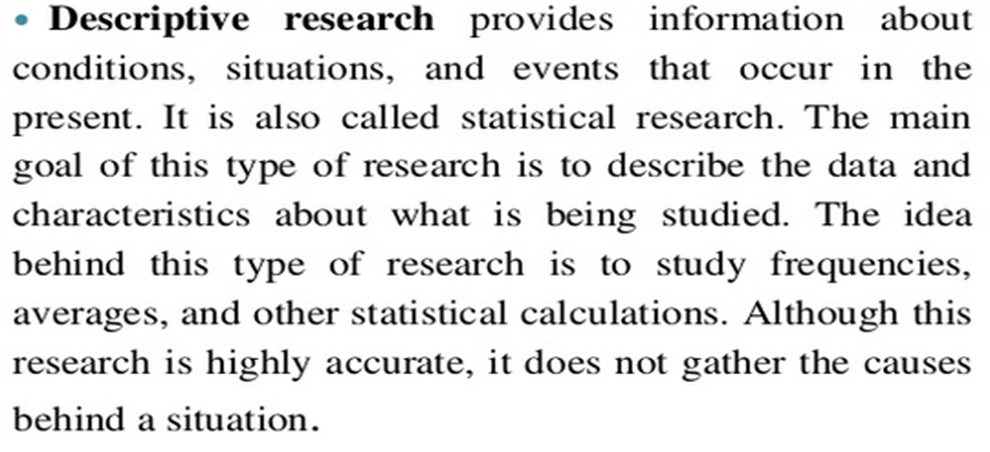 • Descriptive research provides information about
conditions, situations, and events that occur in the
present. It is also called statistical research. The main
goal of this type of research is to describe the data and
characteristics about what is being studied. The idea
behind this type of research is to study frequencies,
averages, and other statistical calculations. Although this
research is highly accurate, it does not gather the causes
behind a situation.